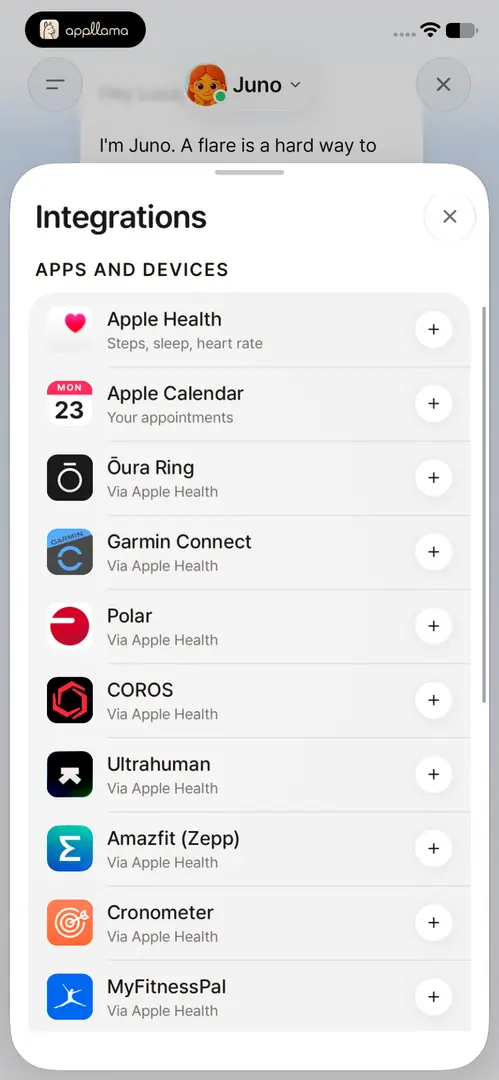 appllama
Juno
I'm Juno. A flare is a hard way to
Integrations
APPS AND DEVICES
Apple Health
Steps, sleep, heart rate
MON
23
Apple Calendar
Your appointments
Ōura Ring
Via Apple Health
GARMIN
Garmin Connect
Via Apple Health
Polar
Via Apple Health
COROS
Via Apple Health
Ultrahuman
Via Apple Health
Amazfit (Zepp)
Via Apple Health
Cronometer
Via Apple Health
MyFitnessPal
Via Apple Health